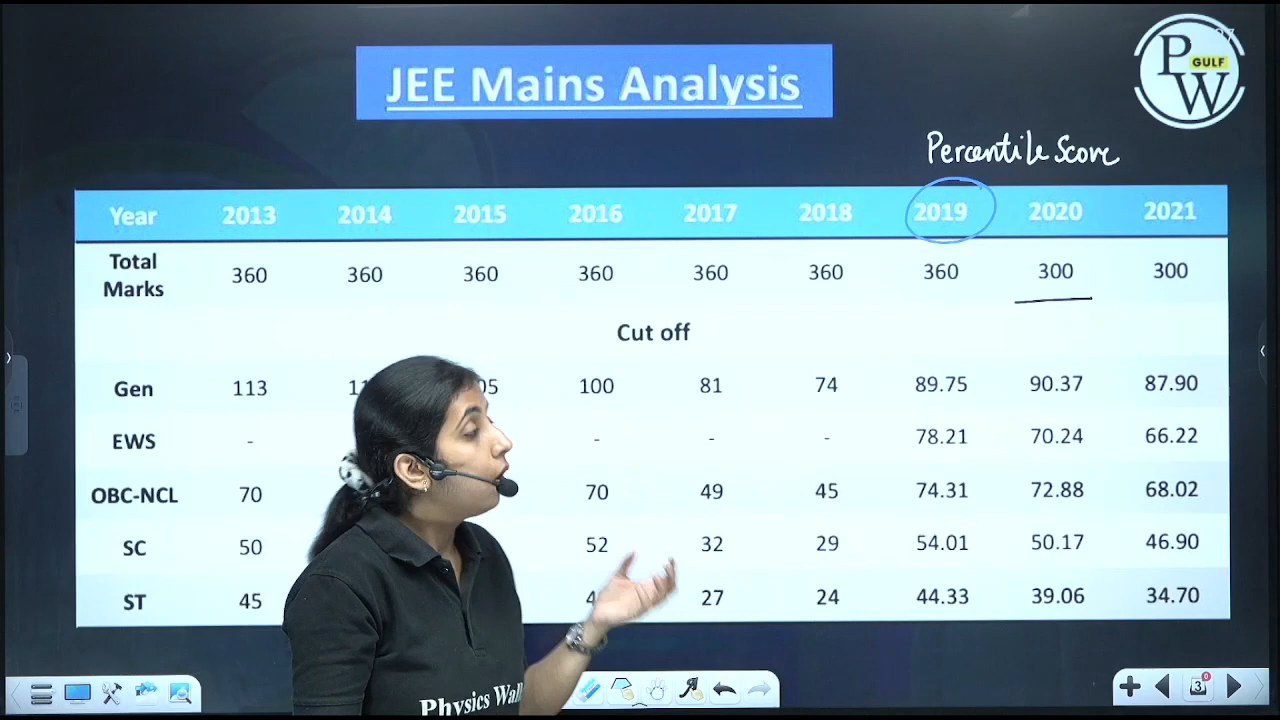 JEE Mains Analysis
P
W
GULF
Percentile Score
Year 2013 2014 2015 2016 2017 2018 2019 2020 2021
Total
Marks
360 360 360 360 360 360 360 300 300
Cut off
Gen 113 100 81 74 89.75 90.37 87.90
EWS - - - - 78.21 70.24 66.22
OBC-NCL 70 70 49 45 74.31 72.88 68.02
SC 50 52 32 29 54.01 50.17 46.90
ST 45 27 24 44.33 39.06 34.70
Physics
3